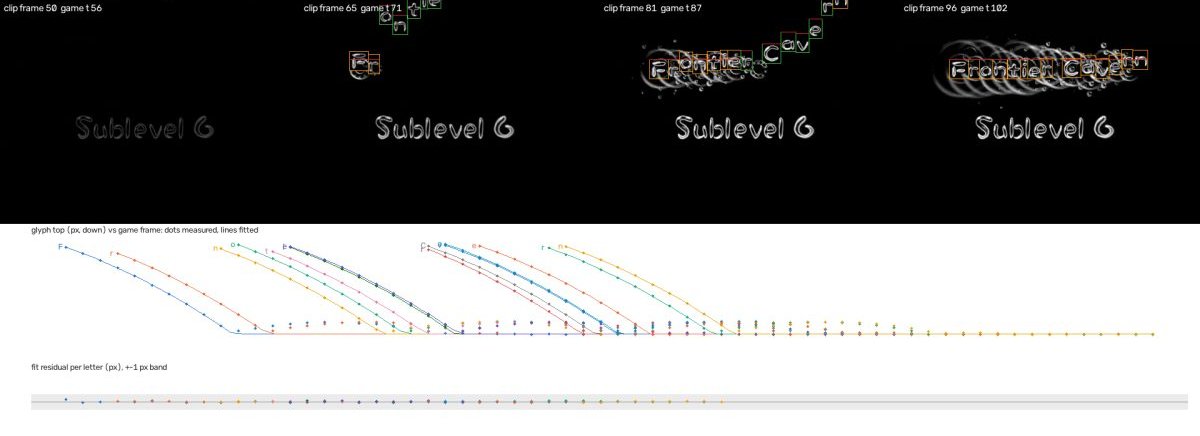 clip frame 50 game t 56
clip frame 65 game t 71
clip frame 81 game t 87
clip frame 96 game t 102
Frontier Cave
Frontier Cavern
Sublevel 6
Sublevel 6
Sublevel 6
Sublevel 6
glyph top (px, down) vs game frame: dots measured, lines fitted
fit residual per letter (px), +-1 px band